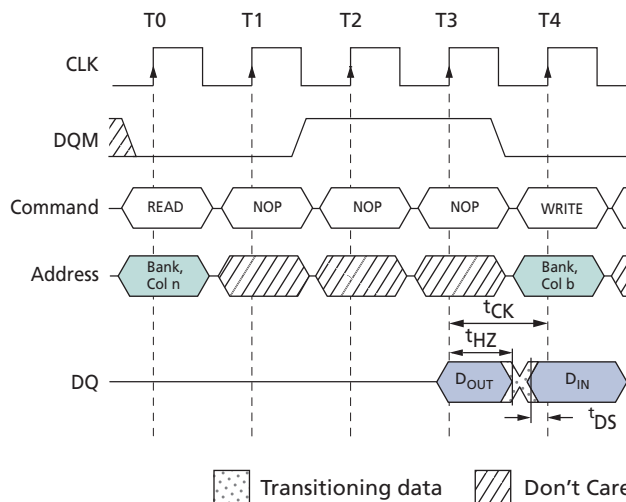 T0 T1 T2 T3 T4
CLK
DQM
Command READ NOP NOP NOP WRITE
Address Bank, Col n Bank, Col b
tCK
tHZ
DQ DOUT DIN
tDS
Transitioning data Don't Care